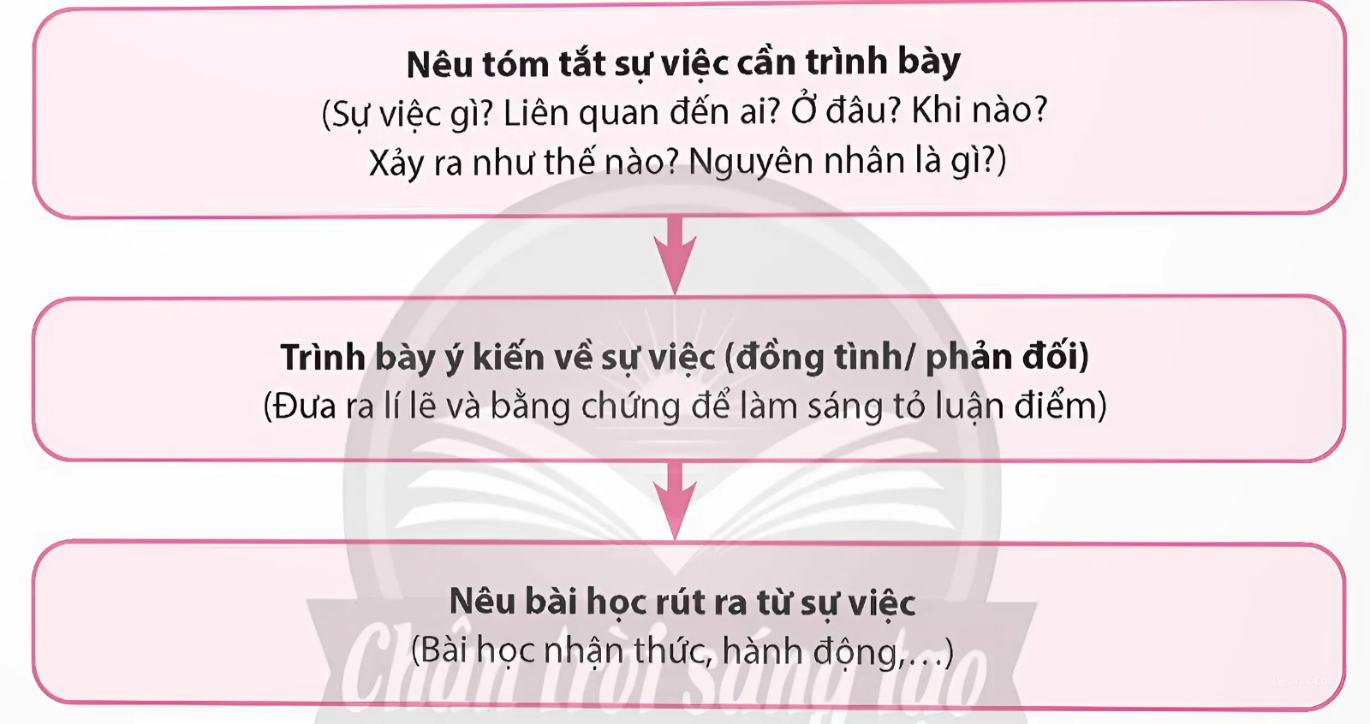 Nêu tóm tắt sự việc cần trình bày
(Sự việc gì? Liên quan đến ai? Ở đâu? Khi nào?
Xảy ra như thế nào? Nguyên nhân là gì?)
Trình bày ý kiến về sự việc (đồng tình/ phản đối)
(Đưa ra lí lẽ và bằng chứng để làm sáng tỏ luận điểm)
Nêu bài học rút ra từ sự việc
(Bài học nhận thức, hành động,...)
Chân trời sáng tạo